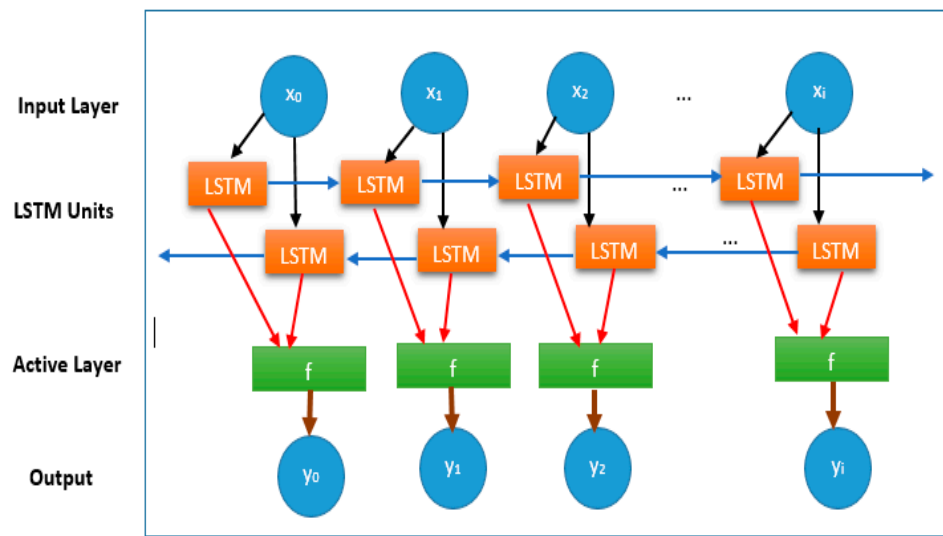 Input Layer x₀ x₁ x₂ ... xᵢ
LSTM Units
LSTM LSTM LSTM ... LSTM
LSTM LSTM LSTM ... LSTM
Active Layer f f f f
Output y₀ y₁ y₂ yᵢ